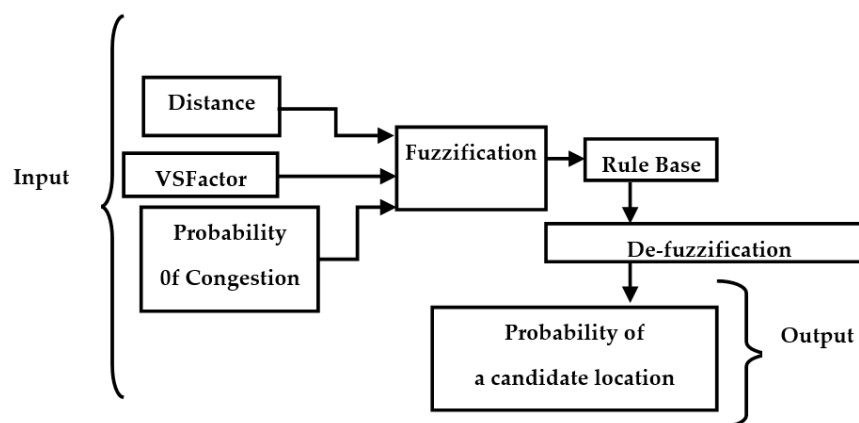 Input
Distance
VSFactor
Probability
0f Congestion
Fuzzification
Rule Base
De-fuzzification
Probability of
a candidate location
Output